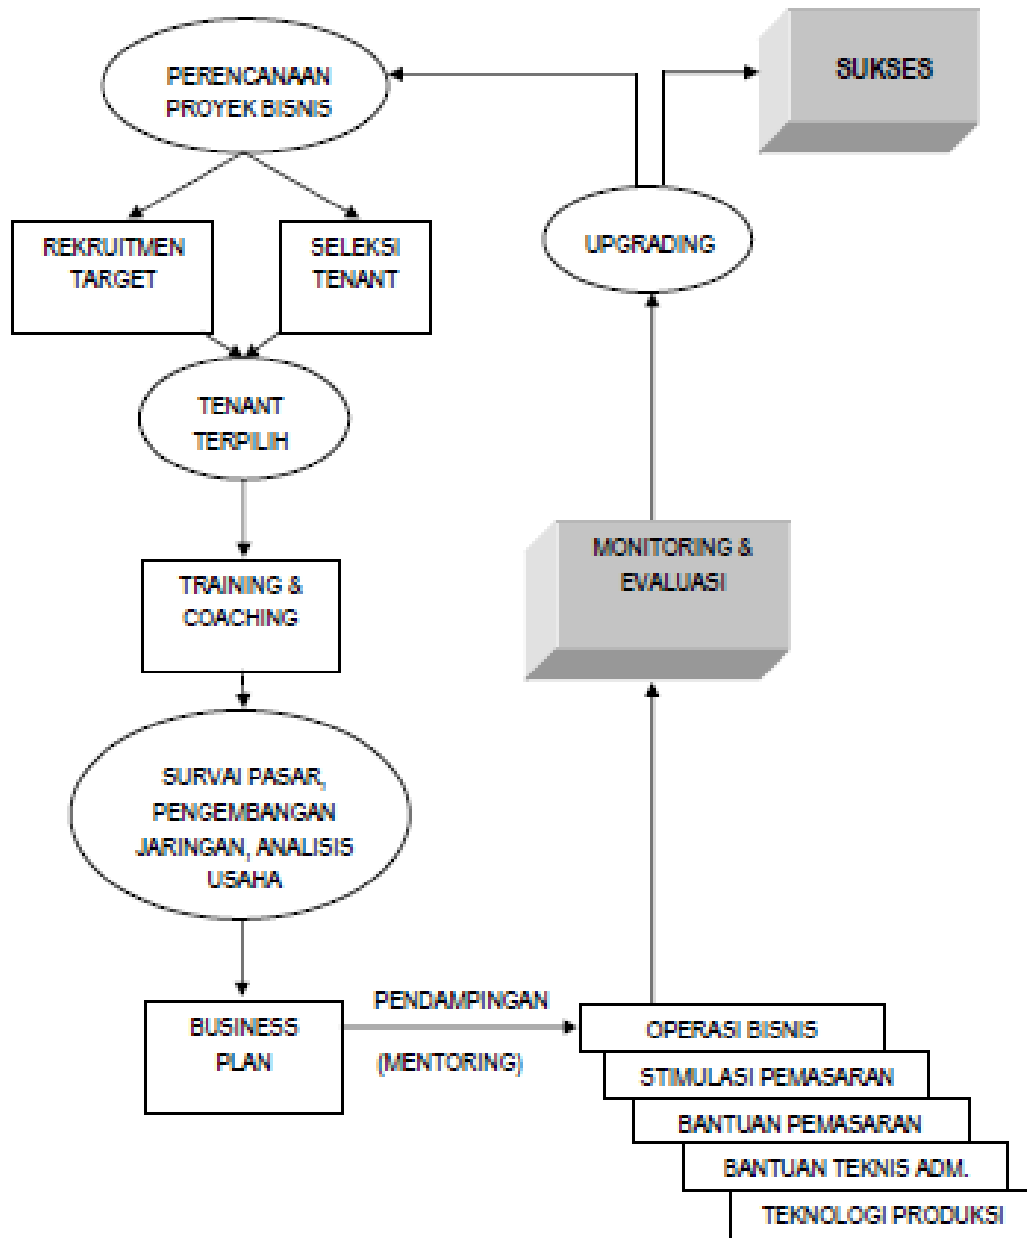 PERENCANAAN
PROYEK BISNIS
SUKSES
REKRUITMEN
TARGET
SELEKSI
TENANT
UPGRADING
TENANT
TERPILIH
TRAINING &
COACHING
MONITORING &
EVALUASI
SURVAI PASAR,
PENGEMBANGAN
JARINGAN, ANALISIS
USAHA
BUSINESS
PLAN
PENDAMPINGAN
(MENTORING)
OPERASI BISNIS
STIMULASI PEMASARAN
BANTUAN PEMASARAN
BANTUAN TEKNIS ADM.
TEKNOLOGI PRODUKSI